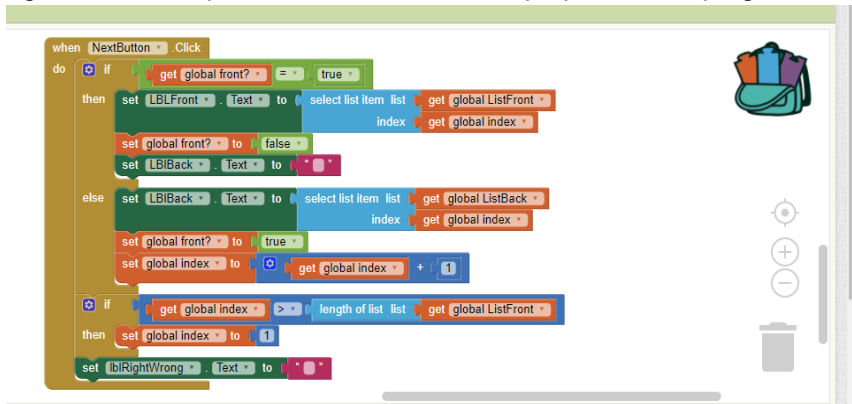 when NextButton .Click
do if get global front? = true
then set LBLFront . Text to select list item list get global ListFront
index get global index
set global front? to false
set LBlBack . Text to " "
else set LBlBack . Text to select list item list get global ListBack
index get global index
set global front? to true
set global index to get global index + 1
if get global index > length of list list get global ListFront
then set global index to 1
set lblRightWrong . Text to " "